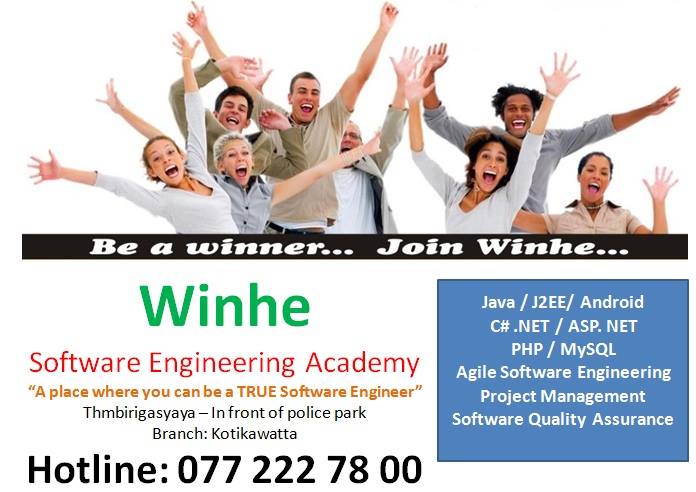 Be a winner... Join Winhe...
Winhe
Software Engineering Academy
“A place where you can be a TRUE Software Engineer”
Thmbirigasyaya – In front of police park
Branch: Kotikawatta
Hotline: 077 222 78 00
Java / J2EE/ Android
C# .NET / ASP. NET
PHP / MySQL
Agile Software Engineering
Project Management
Software Quality Assurance